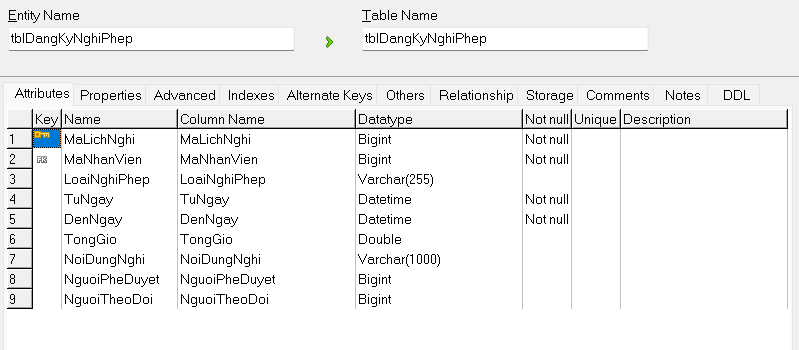 Entity Name Table Name
tblDangKyNghiPhep tblDangKyNghiPhep
Attributes Properties Advanced Indexes Alternate Keys Others Relationship Storage Comments Notes DDL
Key Name Column Name Datatype Not null Unique Description
1 MaLichNghi MaLichNghi Bigint Not null
2 MaNhanVien MaNhanVien Bigint Not null
3 LoaiNghiPhep LoaiNghiPhep Varchar(255)
4 TuNgay TuNgay Datetime Not null
5 DenNgay DenNgay Datetime Not null
6 TongGio TongGio Double
7 NoiDungNghi NoiDungNghi Varchar(1000)
8 NguoiPheDuyet NguoiPheDuyet Bigint
9 NguoiTheoDoi NguoiTheoDoi Bigint